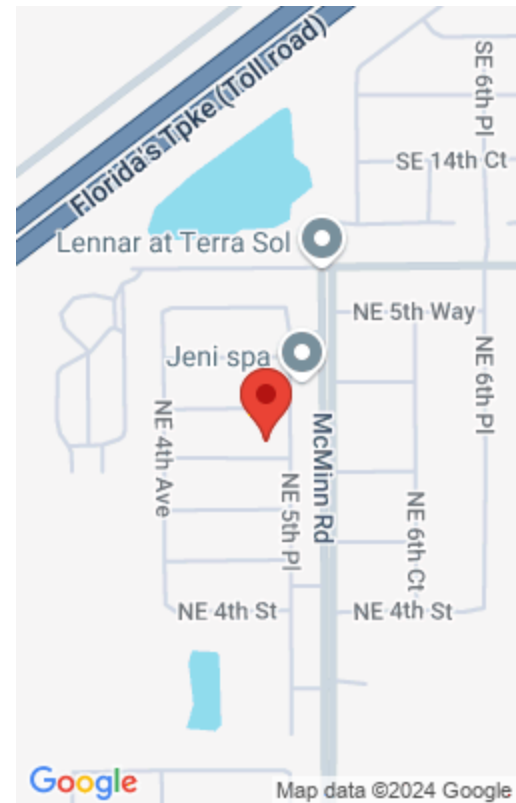 Florida's Tpke (Toll road)
SE 6th Pl
SE 14th Ct
Lennar at Terra Sol
NE 5th Way
Jeni spa
NE 6th Pl
NE 4th Ave
McMinn Rd
NE 5th Pl
NE 6th Ct
NE 4th St
NE 4th St
Google
Map data ©2024 Google